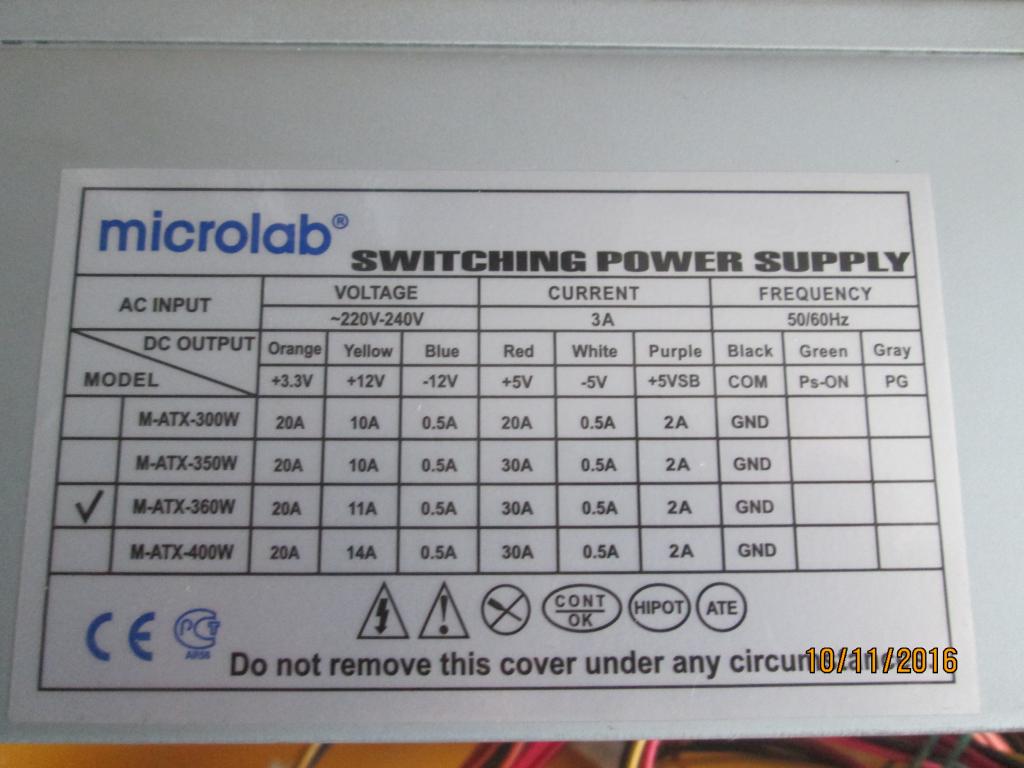 microlab®
SWITCHING POWER SUPPLY
AC INPUT VOLTAGE CURRENT FREQUENCY
~220V-240V 3A 50/60Hz
DC OUTPUT Orange Yellow Blue Red White Purple Black Green Gray
MODEL +3.3V +12V -12V +5V -5V +5VSB COM Ps-ON PG
M-ATX-300W 20A 10A 0.5A 20A 0.5A 2A GND
M-ATX-350W 20A 10A 0.5A 30A 0.5A 2A GND
✓ M-ATX-360W 20A 11A 0.5A 30A 0.5A 2A GND
M-ATX-400W 20A 14A 0.5A 30A 0.5A 2A GND
CE CONT OK HIPOT ATE
Do not remove this cover under any
10/11/2016